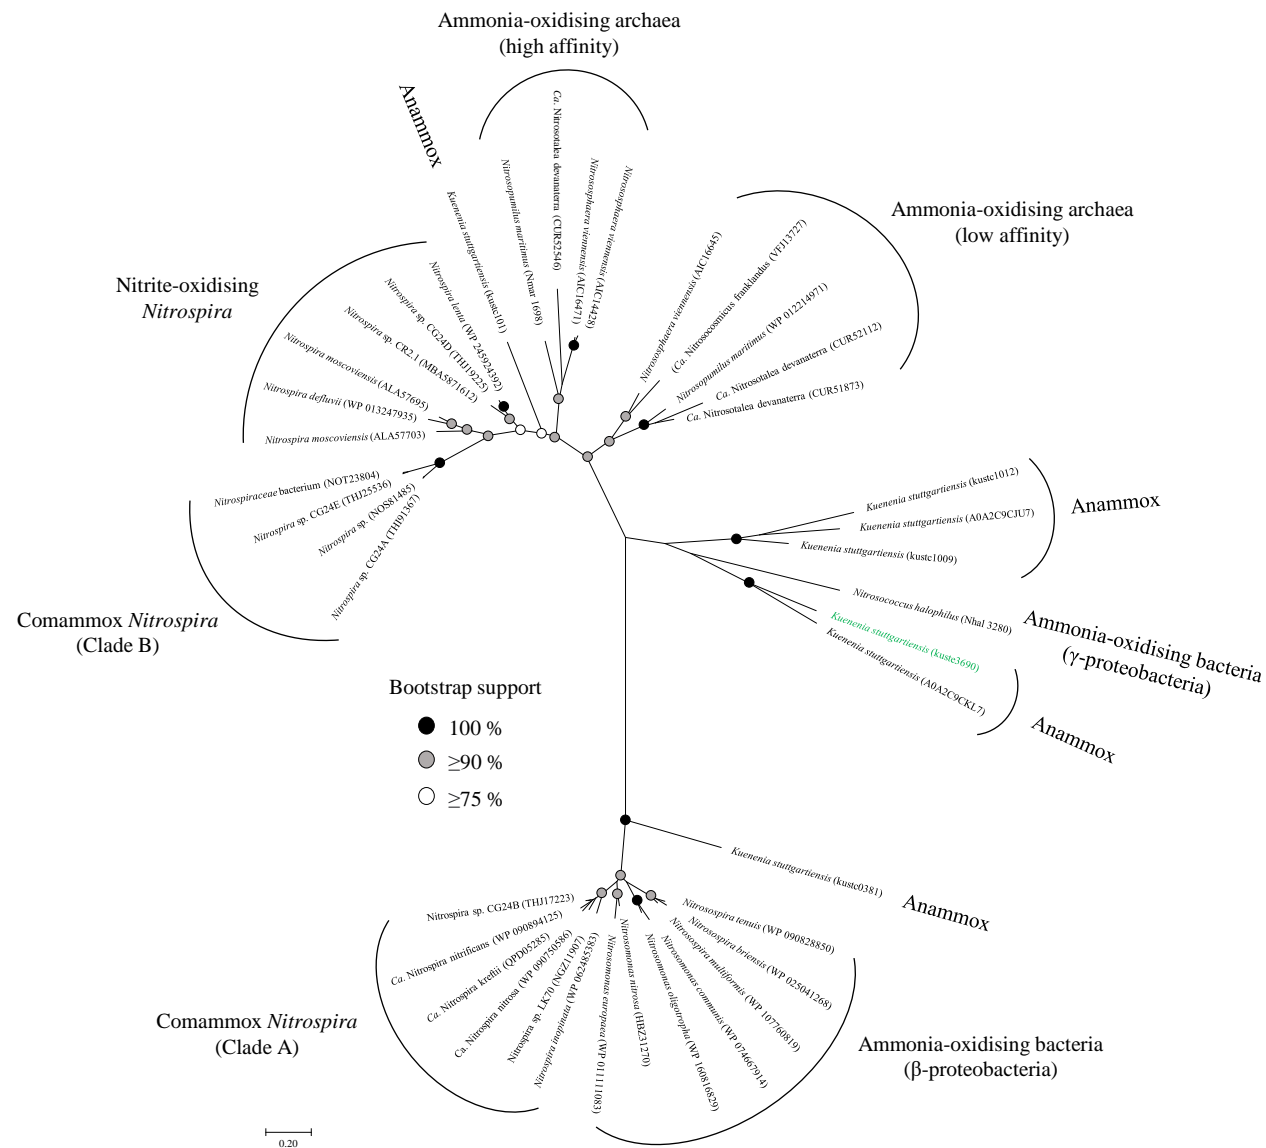 Ammonia-oxidising archaea
(high affinity)
Anammox
Ca. Nitrosotalea devanaterra (CUR52546
Nitrosopumilus maritimus (Nmar 1698)
Nitrososphaera viennensis (AIC16471)
Nitrososphaera viennensis (AIC14428)
Kuenenia stuttgartiensis (kustc101)
Ammonia-oxidising archaea
(low affinity)
Nitrososphaera viennensis (AIC16645)
(Ca. Nitrosocosmicus franklandus (VFJ13727)
Nitrosopumilus maritimus (WP 012214971)
Ca. Nitrosotalea devanaterra (CUR52112)
Ca. Nitrosotalea devanaterra (CUR51873)
Nitrite-oxidising
Nitrospira
Nitrospira lenta (WP 245924392)
Nitrospira sp. CG24D (THJ19225)
Nitrospira sp. CR2.1 (MBA5871612)
Nitrospira moscoviensis (ALA57695)
Nitrospira defluvii (WP 013247935)
Nitrospira moscoviensis (ALA57703)
Nitrospiraceae bacterium (NOT23804)
Nitrospira sp. CG24E (THJ25536)
Nitrospira sp. (NOS81485)
Nitrospira sp. CG24A (THJ91367)
Comammox Nitrospira
(Clade B)
Kuenenia stuttgartiensis (kustc1012)
Kuenenia stuttgartiensis (A0A2C9CJU7)
Kuenenia stuttgartiensis (kustc1009)
Anammox
Nitrosococcus halophilus (Nhal 3280)
Ammonia-oxidising bacteria
(γ-proteobacteria)
Kuenenia stuttgartiensis (kuste3690)
Kuenenia stuttgartiensis (A0A2C9CKL7)
Anammox
Bootstrap support
100 %
≥90 %
≥75 %
Kuenenia stuttgartiensis (kustc0381)
Anammox
Nitrospira sp. CG24B (THJ17223)
Ca. Nitrospira nitrificans (WP 090894125)
Ca. Nitrospira kreftii (QPD05285)
Ca. Nitrospira nitrosa (WP 090750586)
Nitrospira sp. LK70 (NGZ11907)
Nitrospira inopinata (WP 062485383)
Comammox Nitrospira
(Clade A)
Nitrosomonas europaea (WP 011111083)
Nitrosomonas nitrosa (HBZ31270)
Nitrosomonas oligotropha (WP 160816829)
Nitrosomonas communis (WP 074667914)
Nitrosospira multiformis (WP 107760819)
Nitrosospira briensis (WP 025041268)
Nitrosospira tenuis (WP 090828850)
Ammonia-oxidising bacteria
(β-proteobacteria)
0.20